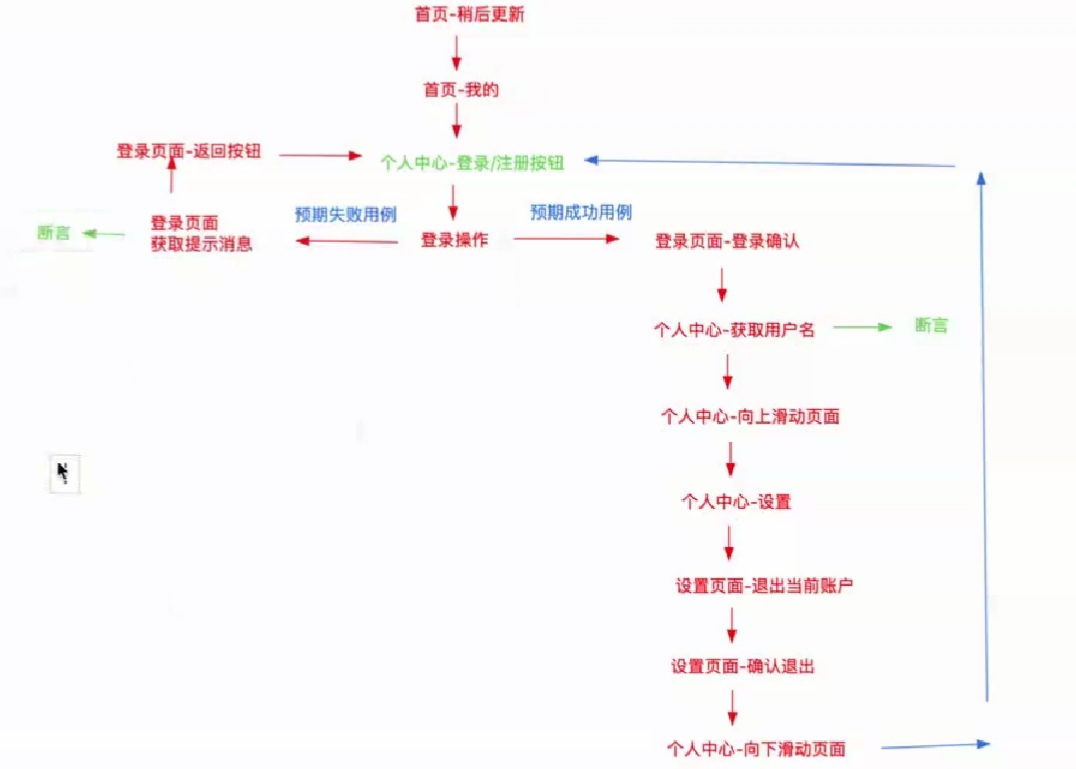 首页-稍后更新
首页-我的
登录页面-返回按钮
个人中心-登录/注册按钮
预期失败用例
预期成功用例
断言
登录页面
获取提示消息
登录操作
登录页面-登录确认
个人中心-获取用户名
断言
个人中心-向上滑动页面
个人中心-设置
设置页面-退出当前账户
设置页面-确认退出
个人中心-向下滑动页面